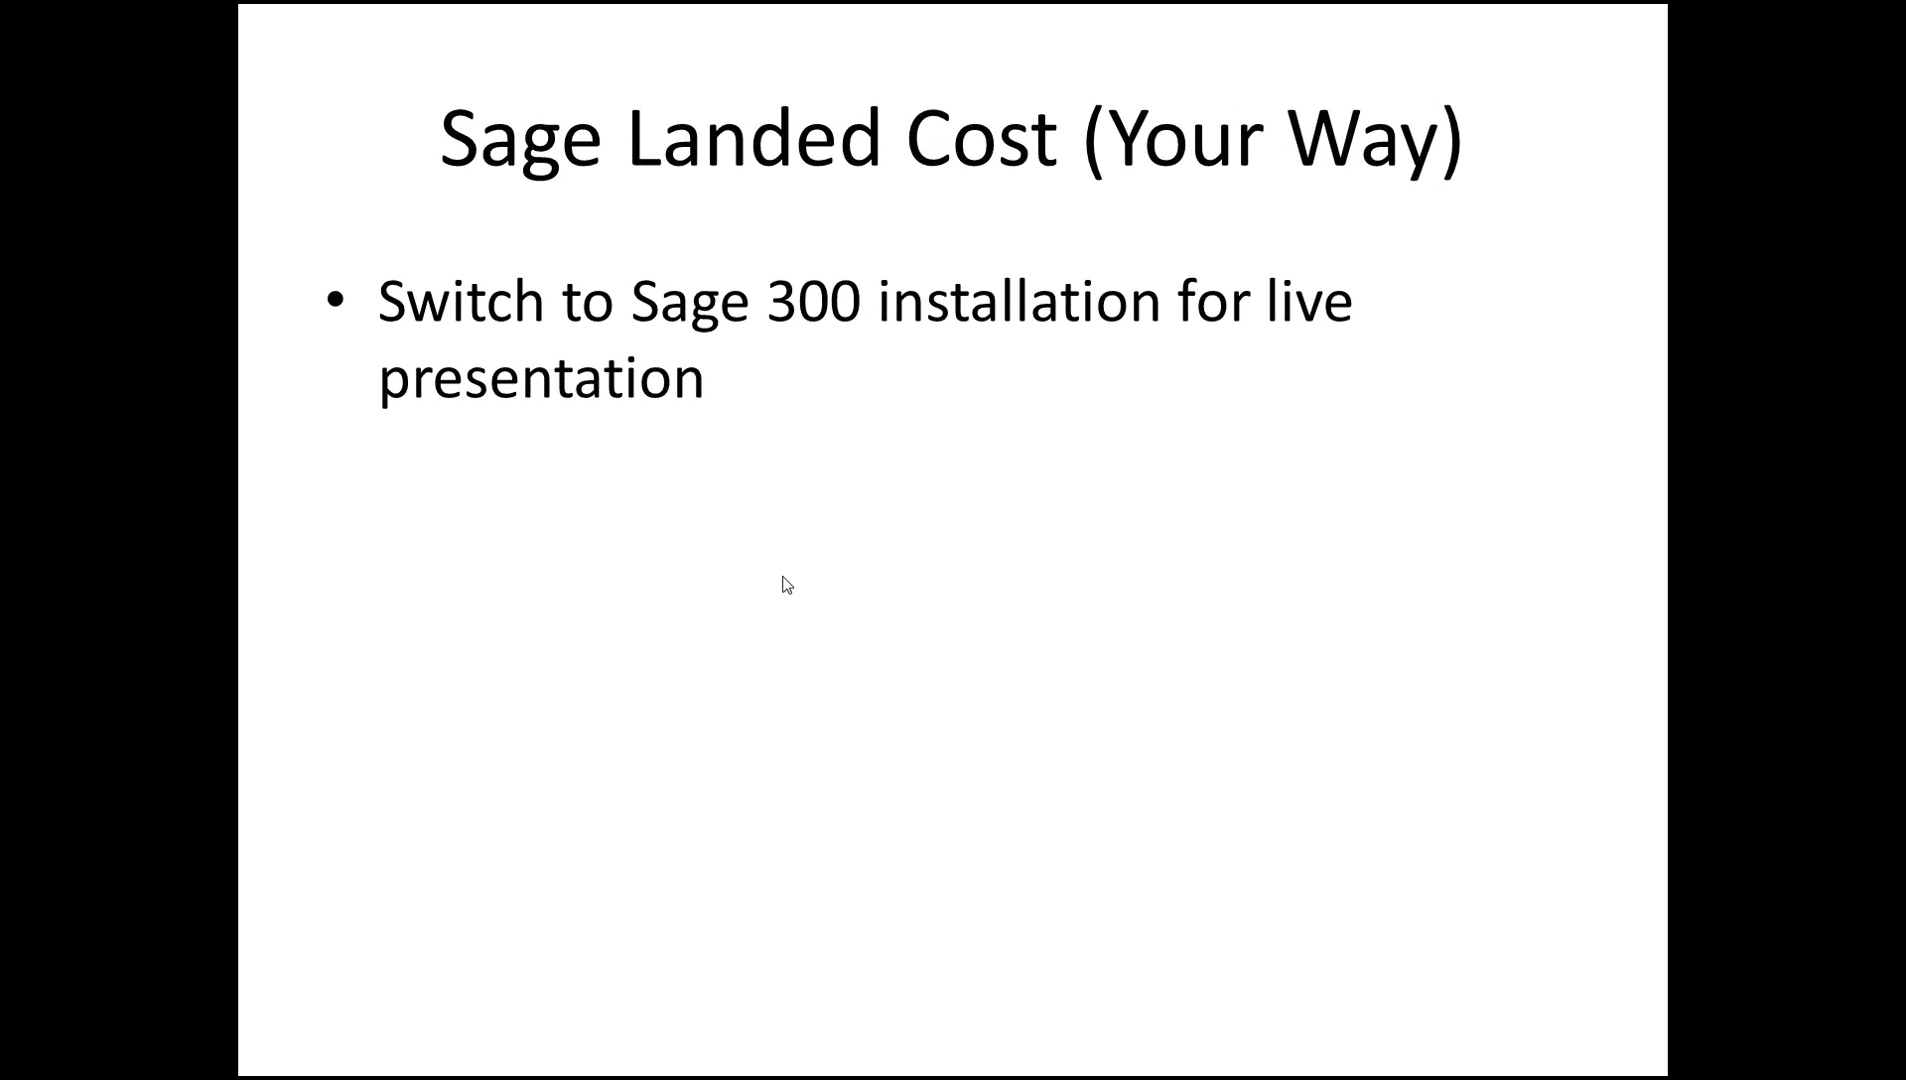 Sage Landed Cost (Your Way)
• Switch to Sage 300 installation for live
presentation